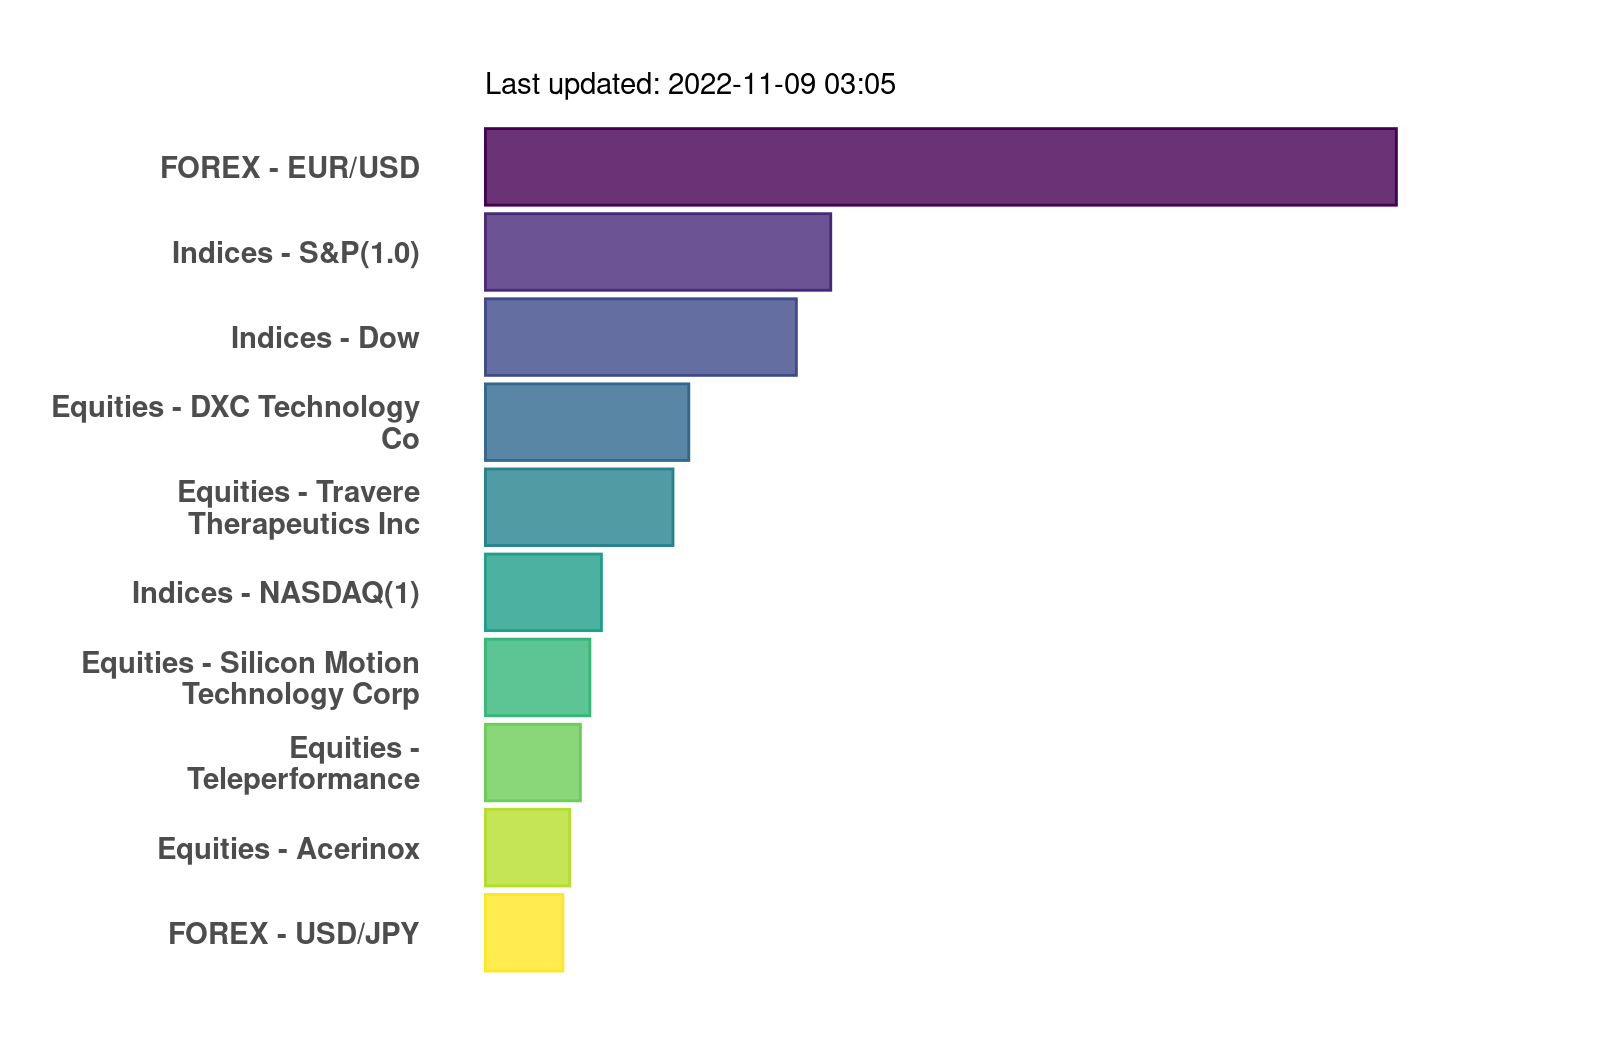 Last updated: 2022-11-09 03:05
FOREX - EUR/USD
Indices - S&P(1.0)
Indices - Dow
Equities - DXC Technology
Co
Equities - Travere
Therapeutics Inc
Indices - NASDAQ(1)
Equities - Silicon Motion
Technology Corp
Equities -
Teleperformance
Equities - Acerinox
FOREX - USD/JPY